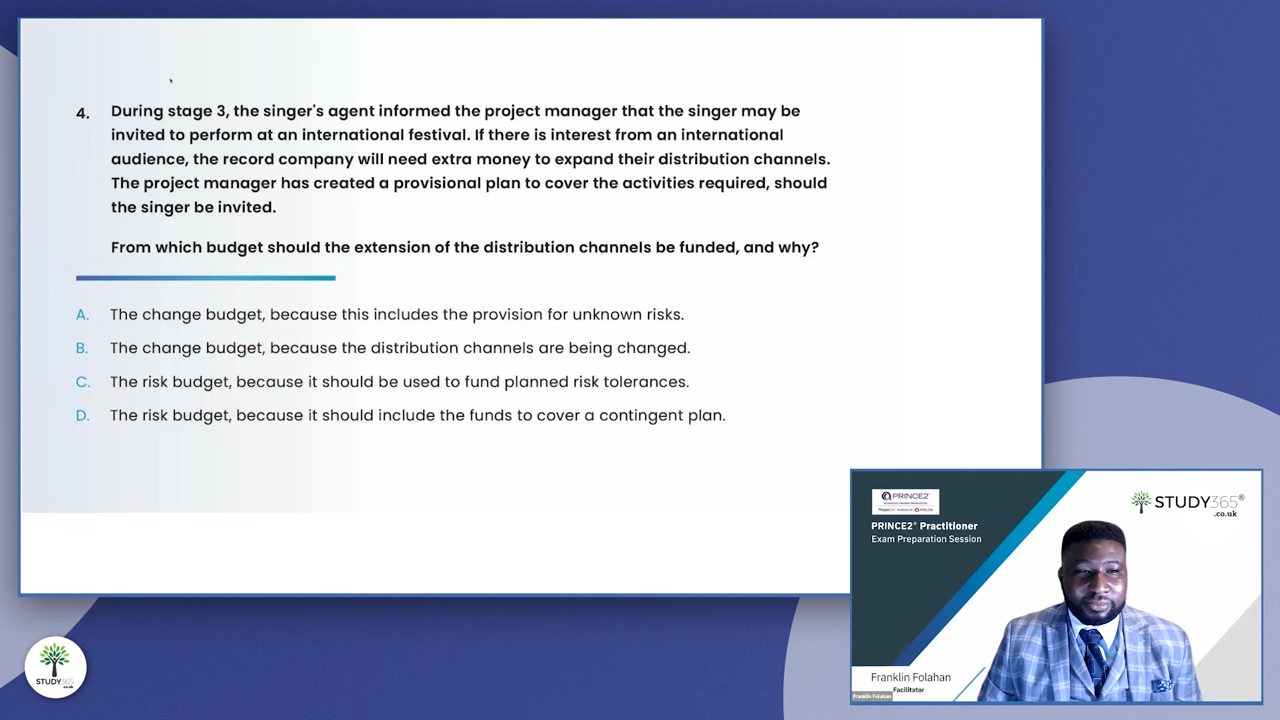 4. During stage 3, the singer's agent informed the project manager that the singer may be
invited to perform at an international festival. If there is interest from an international
audience, the record company will need extra money to expand their distribution channels.
The project manager has created a provisional plan to cover the activities required, should
the singer be invited.
From which budget should the extension of the distribution channels be funded, and why?
A. The change budget, because this includes the provision for unknown risks.
B. The change budget, because the distribution channels are being changed.
C. The risk budget, because it should be used to fund planned risk tolerances.
D. The risk budget, because it should include the funds to cover a contingent plan.
PRINCE2
PRINCE2® Practitioner
Exam Preparation Session
STUDY365®
.co.uk
Franklin Folahan
Facilitator
Franklin Folahan
STUDY365
.co.uk